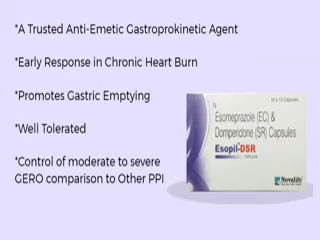 *A Trusted Anti-Emetic Gastroprokinetic Agent
*Early Response in Chronic Heart Burn
*Promotes Gastric Emptying
*Well Tolerated
*Control of moderate to severe
GERO comparison to Other PPI
10 x 10 Capsules
Esomeprazole (EC) &
Domperidone (SR) Capsules
Esopil-DSR
Novalife